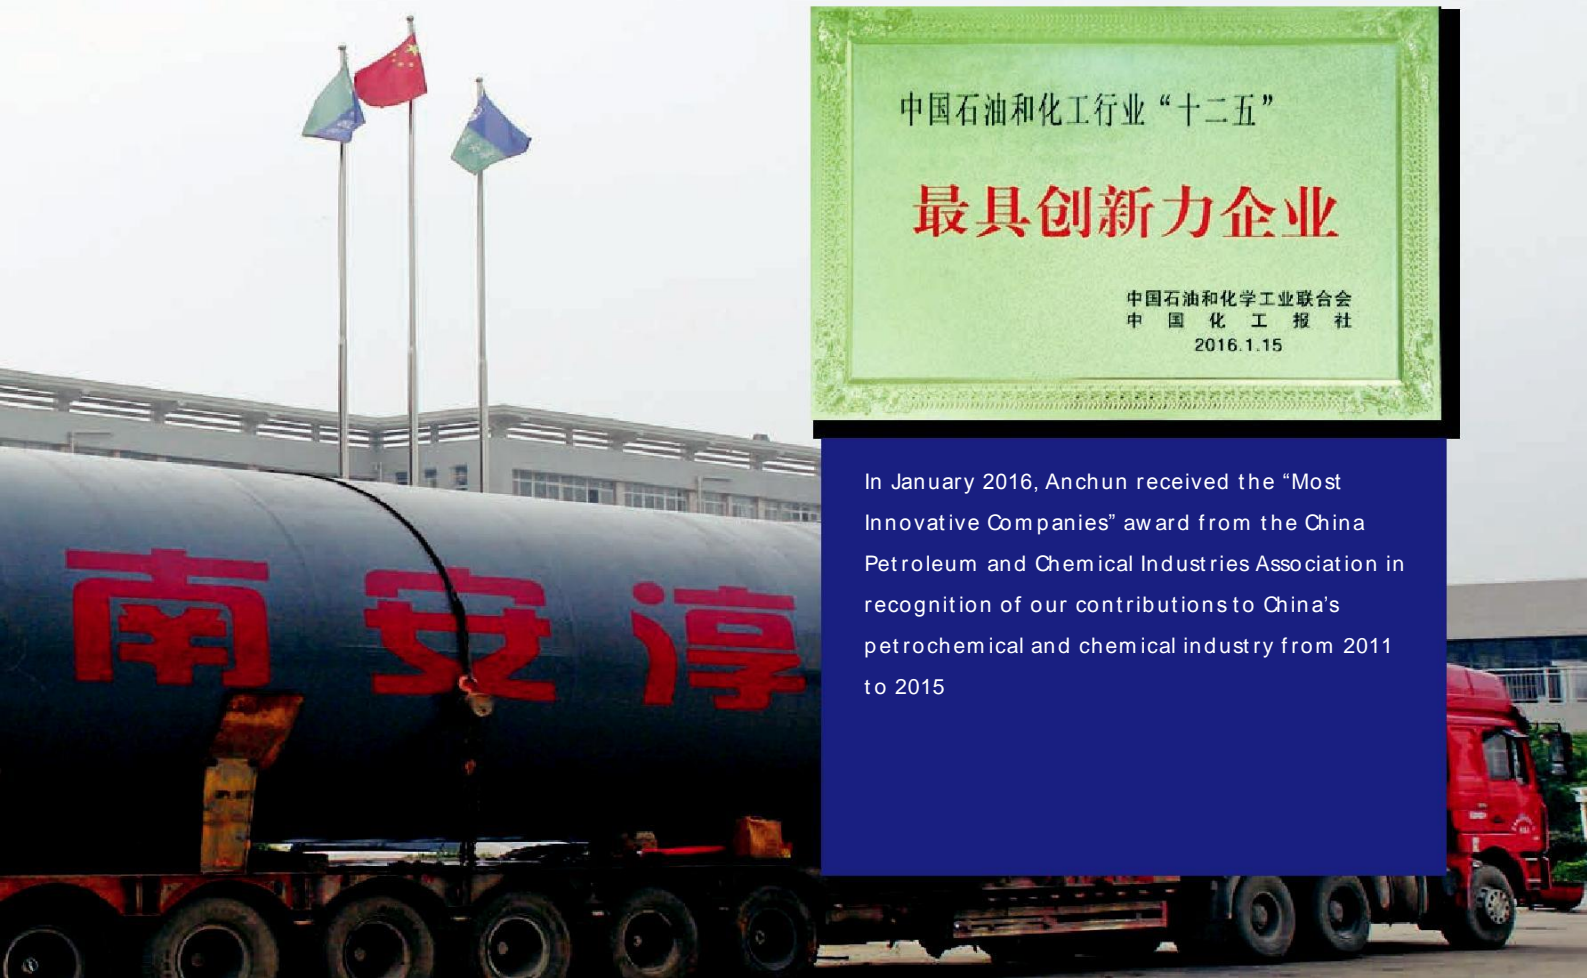 中国石油和化工行业“十二五”
最具创新力企业
中国石油和化学工业联合会
中国化工报社
2016.1.15
In January 2016, Anchun received the “Most
Innovative Companies” award from the China
Petroleum and Chemical Industries Association in
recognition of our contributions to China’s
petrochemical and chemical industry from 2011
to 2015
南安淳